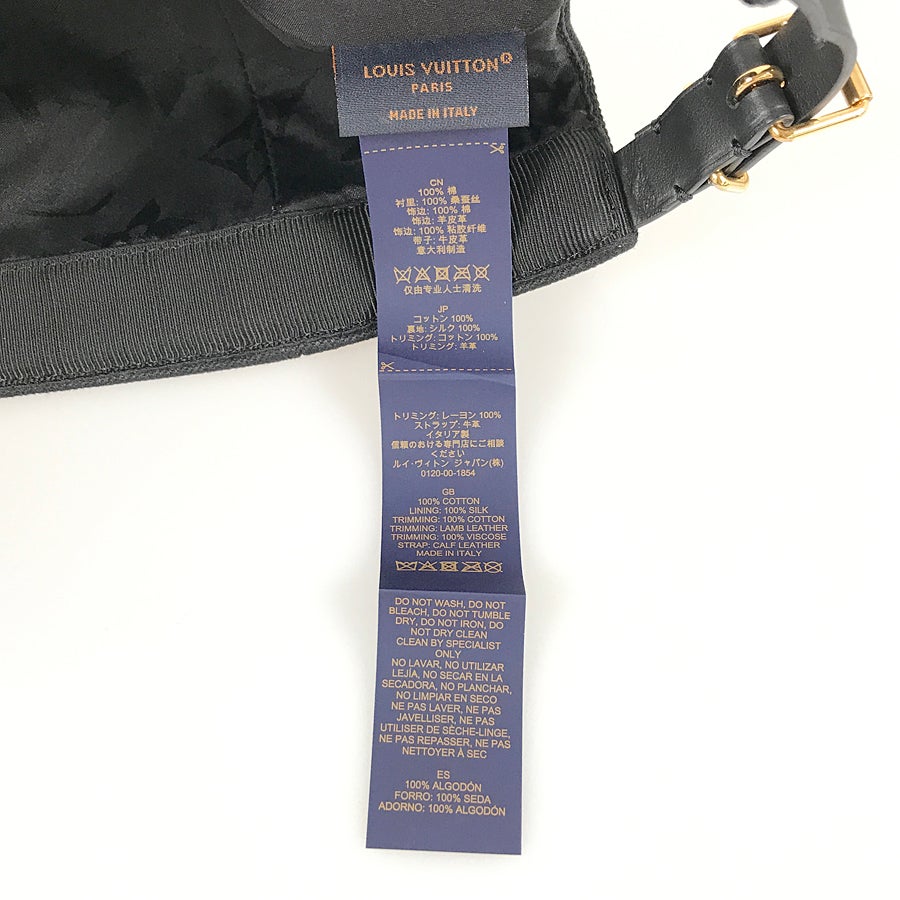 LOUIS VUITTON®
PARIS
MADE IN ITALY
CN
100% 棉
衬里: 100% 桑蚕丝
饰边: 100% 棉
饰边: 羊皮革
饰边: 100% 粘胶纤维
带子: 牛皮革
意大利制造
仅由专业人士清洗
JP
コットン 100%
裏地: シルク 100%
トリミング: コットン 100%
トリミング: 羊革
トリミング: レーヨン 100%
ストラップ: 牛革
イタリア製
信頼のおける専門店にご相談
ください
ルイ・ヴィトン ジャパン(株)
0120-00-1854
GB
100% COTTON
LINING: 100% SILK
TRIMMING: 100% COTTON
TRIMMING: LAMB LEATHER
TRIMMING: 100% VISCOSE
STRAP: CALF LEATHER
MADE IN ITALY
DO NOT WASH, DO NOT
BLEACH, DO NOT TUMBLE
DRY, DO NOT IRON, DO
NOT DRY CLEAN
CLEAN BY SPECIALIST
ONLY
NO LAVAR, NO UTILIZAR
LEJÍA, NO SECAR EN LA
SECADORA, NO PLANCHAR,
NO LIMPIAR EN SECO
NE PAS LAVER, NE PAS
JAVELLISER, NE PAS
UTILISER DE SÈCHE-LINGE,
NE PAS REPASSER, NE PAS
NETTOYER À SEC
ES
100% ALGODÓN
FORRO: 100% SEDA
ADORNO: 100% ALGODÓN